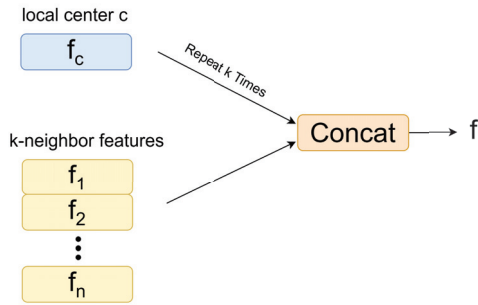 local center c
f_c
Repeat k Times
Concat
f
k-neighbor features
f_1
f_2
f_n